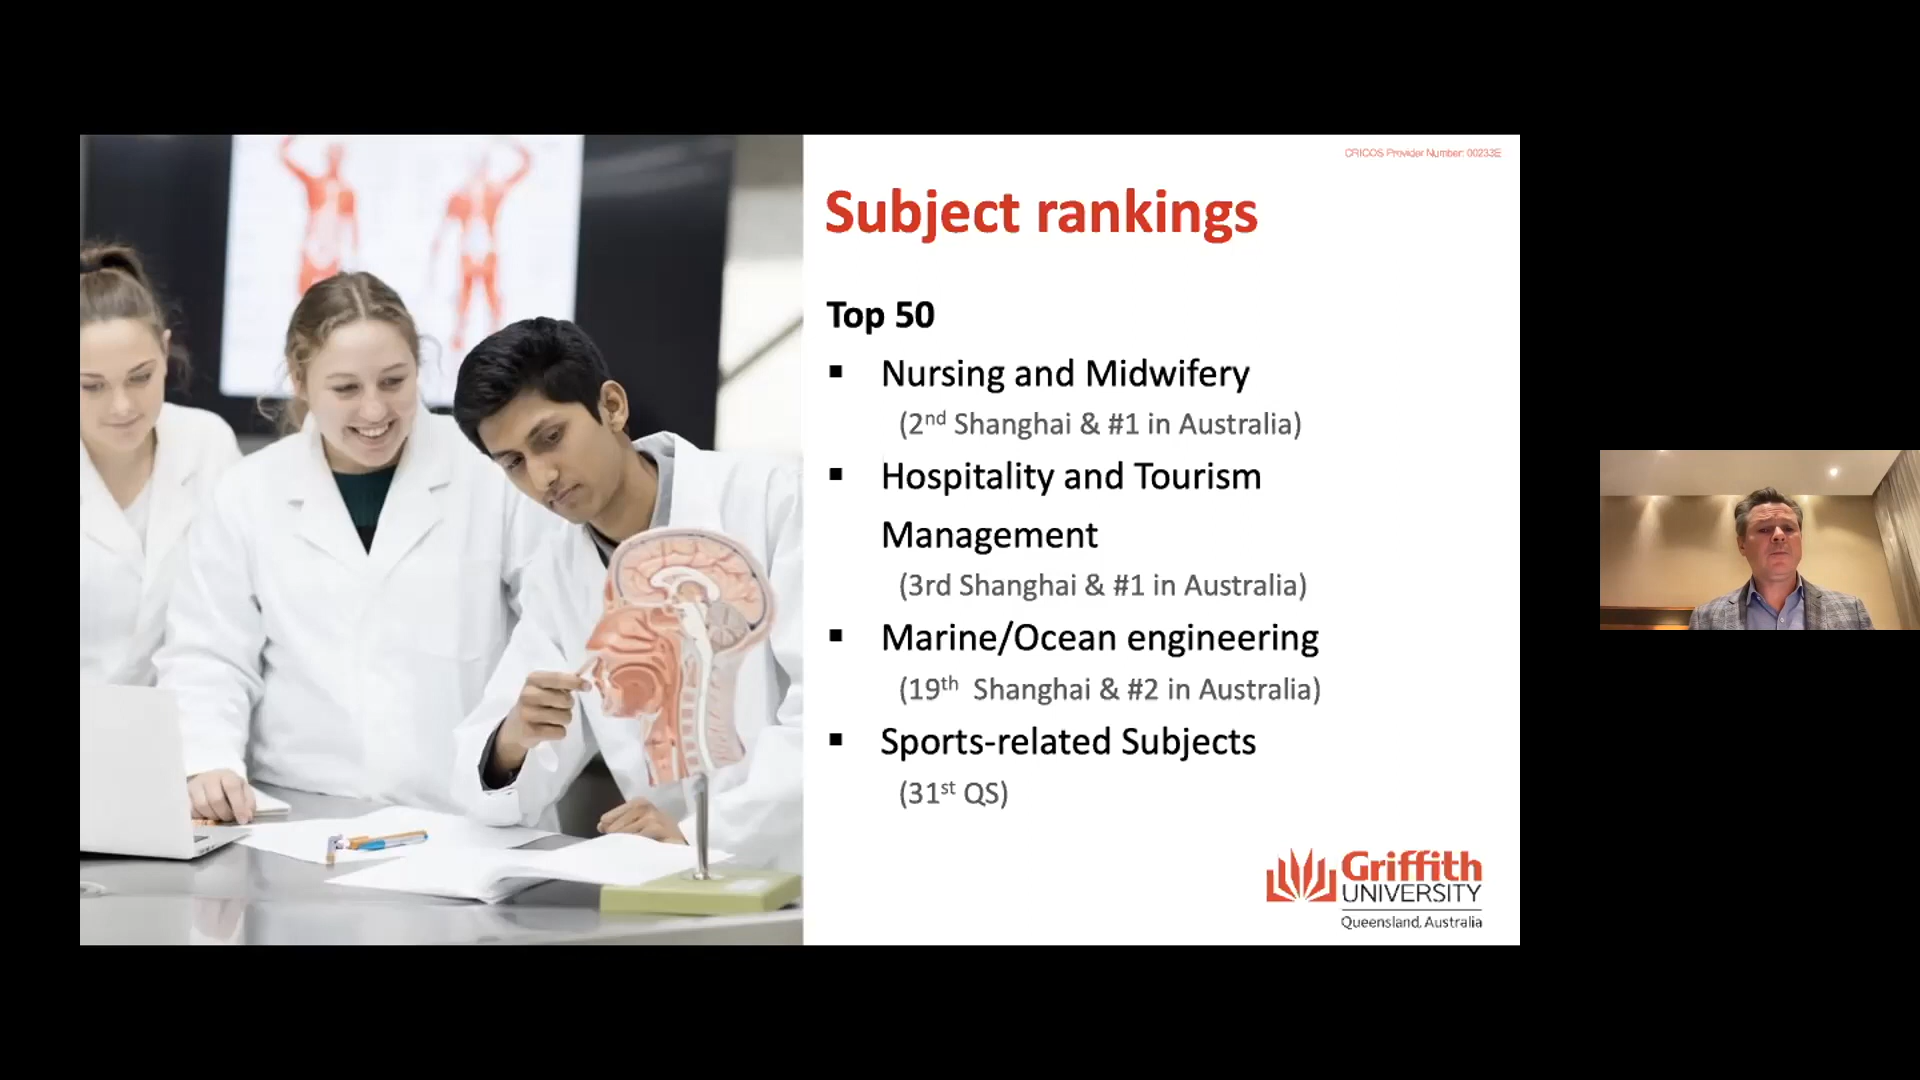 CRICOS Provider Number: 00233E
Subject rankings
Top 50
▪ Nursing and Midwifery
(2nd Shanghai & #1 in Australia)
▪ Hospitality and Tourism
Management
(3rd Shanghai & #1 in Australia)
▪ Marine/Ocean engineering
(19th Shanghai & #2 in Australia)
▪ Sports-related Subjects
(31st QS)
Griffith
UNIVERSITY
Queensland, Australia